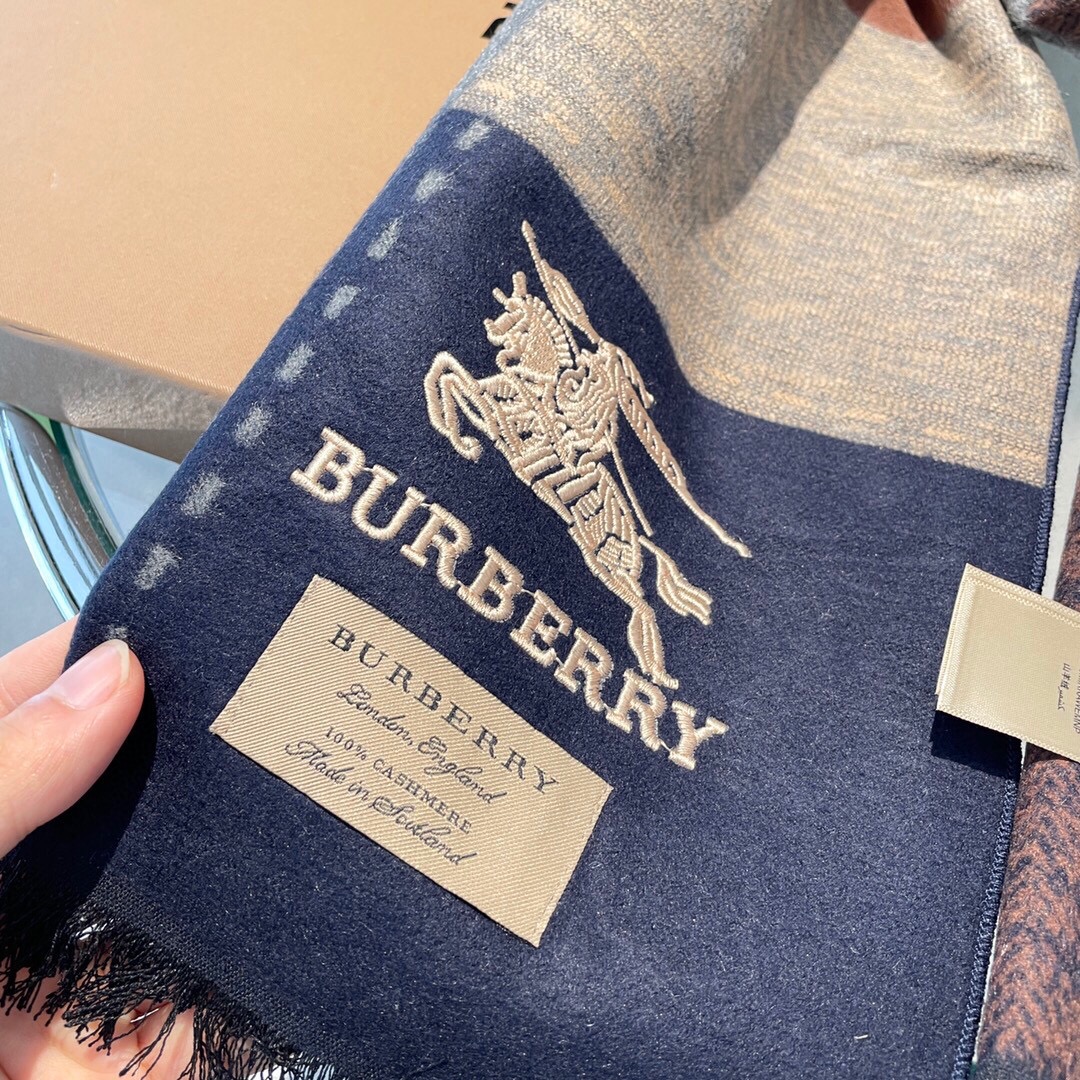 BURBERRY
BURBERRY
London, England
100% CASHMERE
Made in Scotland